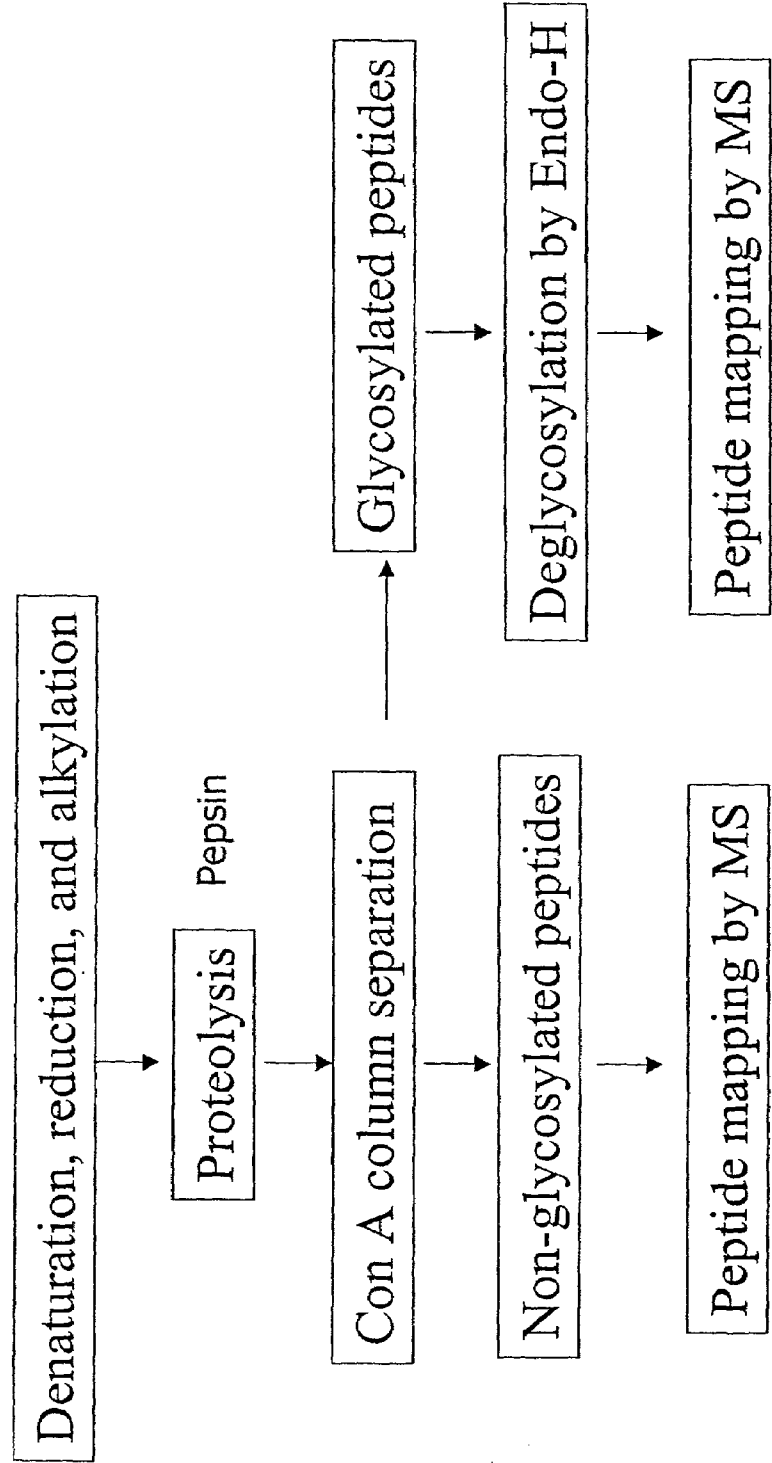 Denaturation, reduction, and alkylation
Proteolysis
Pepsin
Con A column separation
Glycosylated peptides
Non-glycosylated peptides
Deglycosylation by Endo-H
Peptide mapping by MS
Peptide mapping by MS